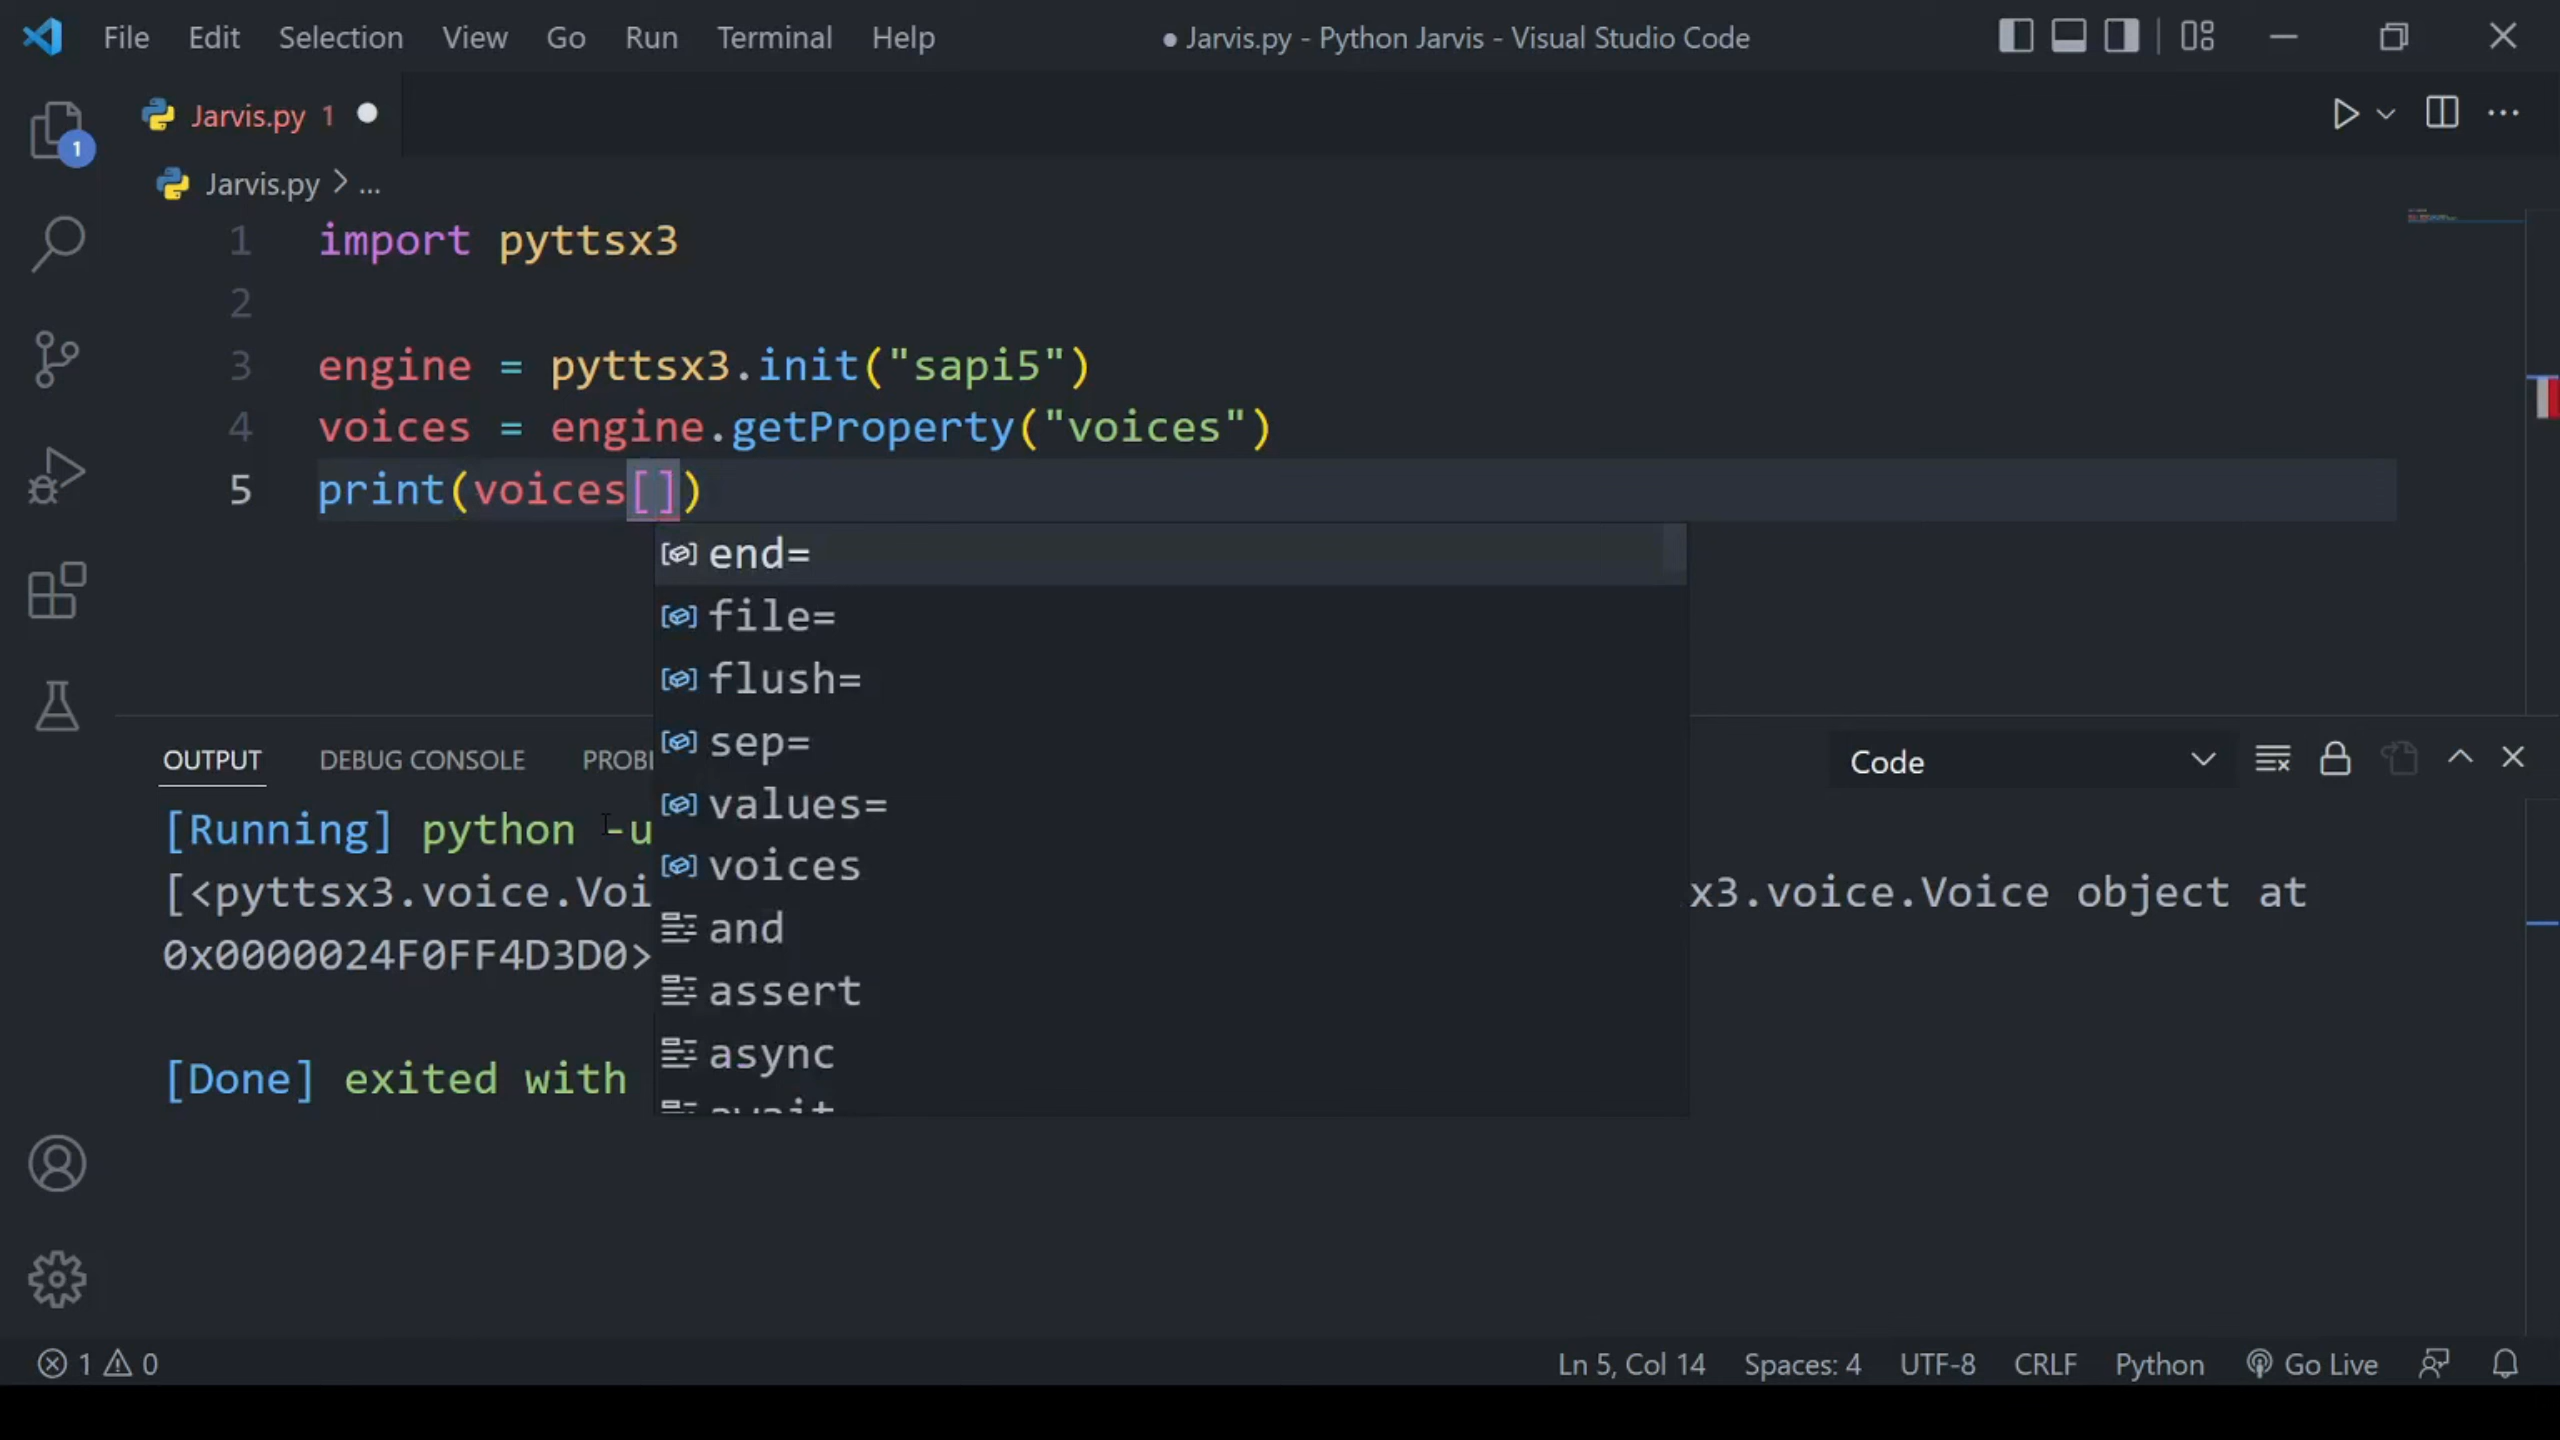 File Edit Selection View Go Run Terminal Help ● Jarvis.py - Python Jarvis - Visual Studio Code
Jarvis.py 1
1
Jarvis.py > ...
1 import pyttsx3
2
3 engine = pyttsx3.init("sapi5")
4 voices = engine.getProperty("voices")
5 print(voices[])
end=
file=
flush=
sep=
values=
voices
and
assert
async
await
OUTPUT DEBUG CONSOLE PROB Code
[Running] python -u
[<pyttsx3.voice.Voi x3.voice.Voice object at
0x0000024F0FF4D3D0>
[Done] exited with
1 0 Ln 5, Col 14 Spaces: 4 UTF-8 CRLF Python Go Live